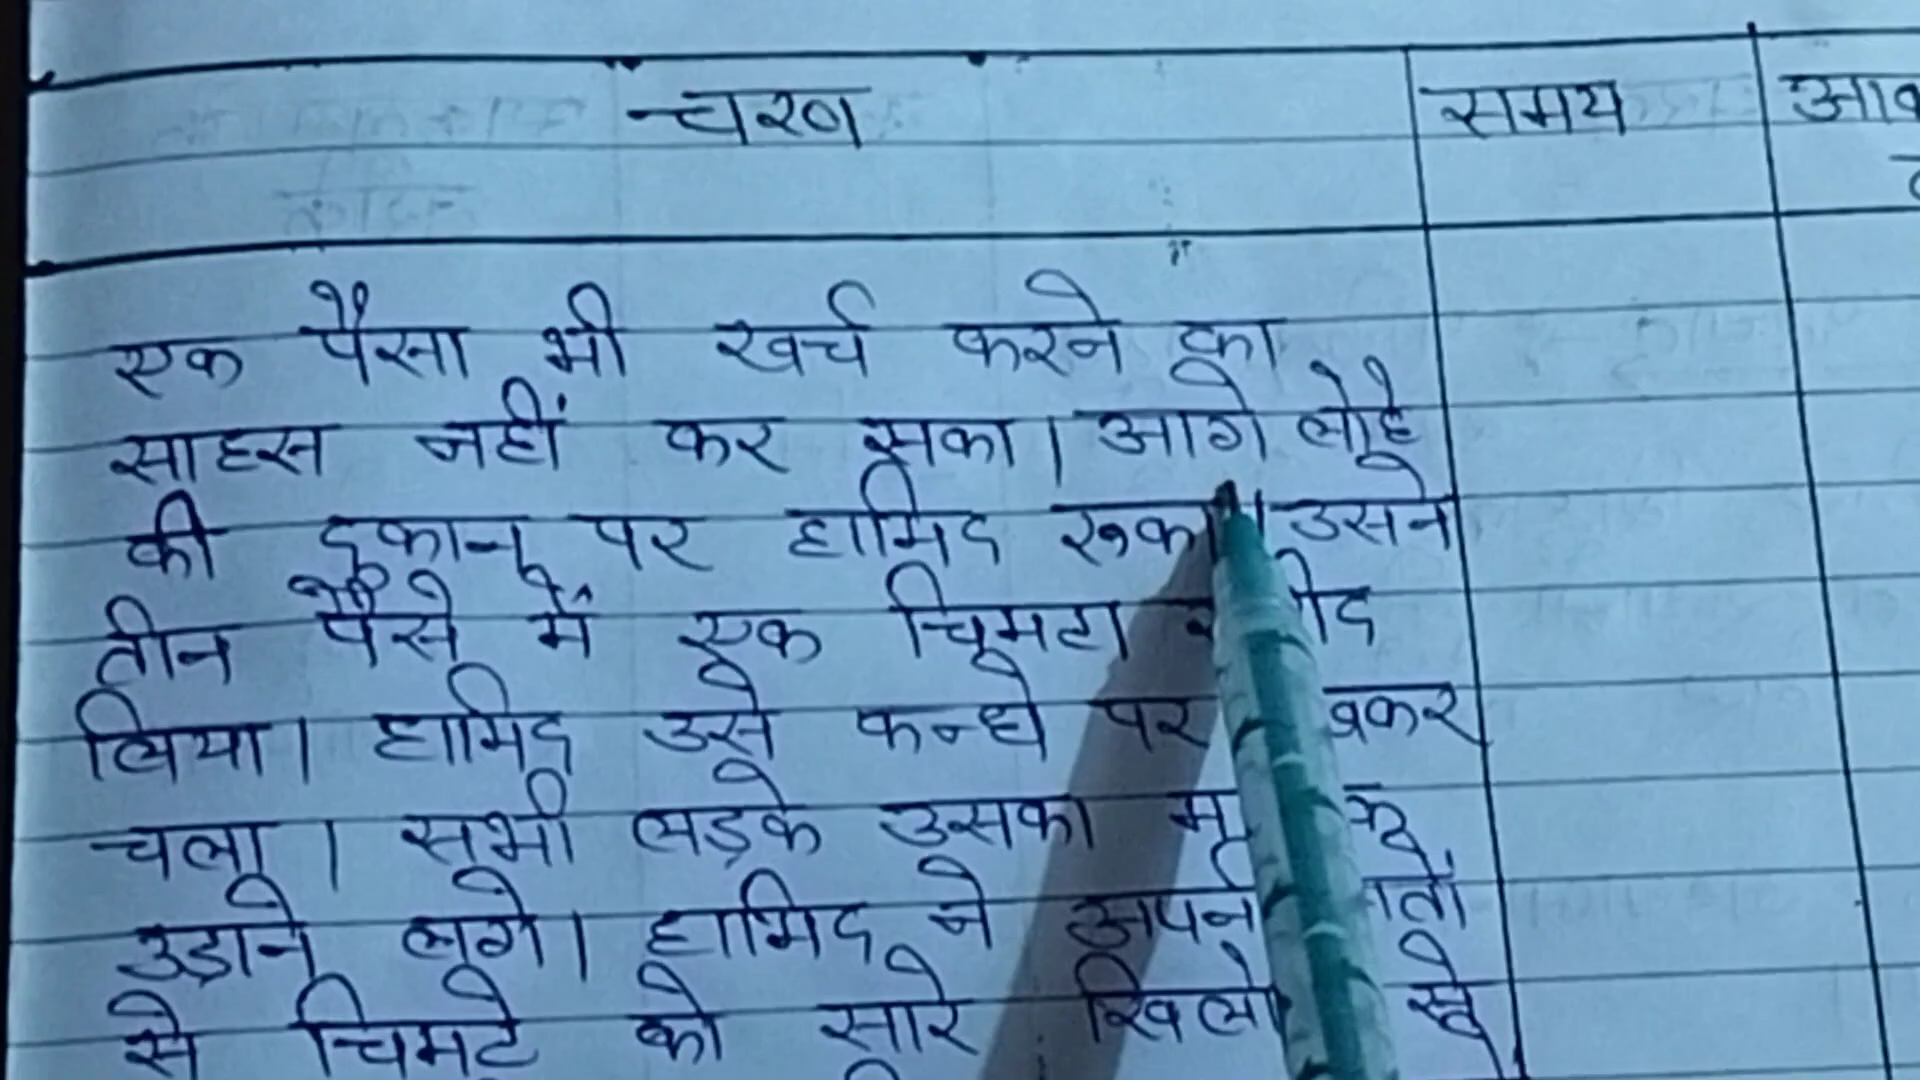 चरण समय
एक पैसा भी खर्च करने का
साहस नहीं कर सका। आगे लोहे
की दुकान पर हामिद रुका। उसने
तीन पैसे में एक चिमटा
लिया। हामिद उसे कन्धे पर
चला। सभी लड़के उसका
उड़ाने लगे। हामिद ने
से चिमटे को सारे